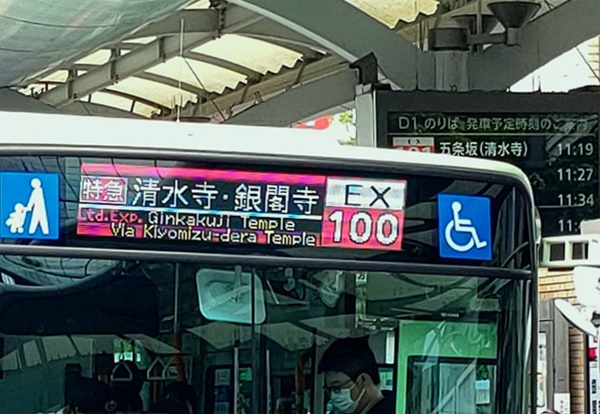 D1 のりば 発車予定時刻のご案内
EX
五条坂(清水寺) 11:19
11:27
11:34
特急 清水寺・銀閣寺
Ltd.Exp. Ginkakuji Temple
Via Kiyomizu-dera Temple
EX
100